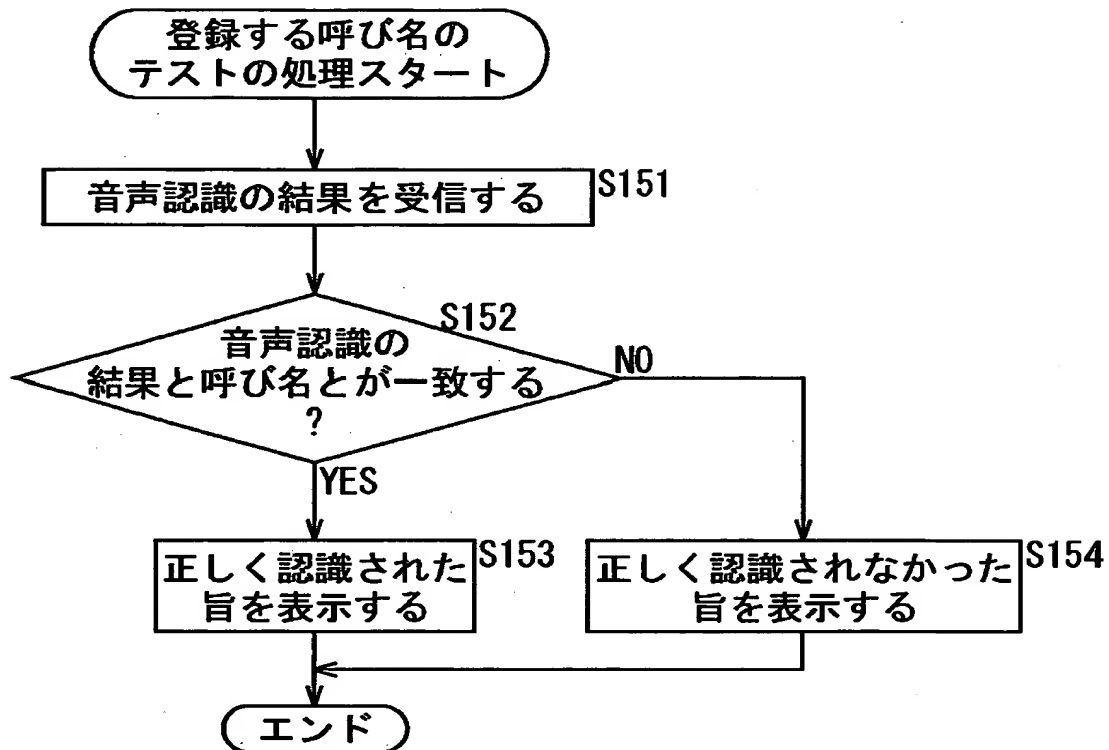 登録する呼び名の
テストの処理スタート
音声認識の結果を受信する
S151
S152
音声認識の
結果と呼び名とが一致する
?
NO
YES
正しく認識された
旨を表示する
S153
正しく認識されなかった
旨を表示する
S154
エンド